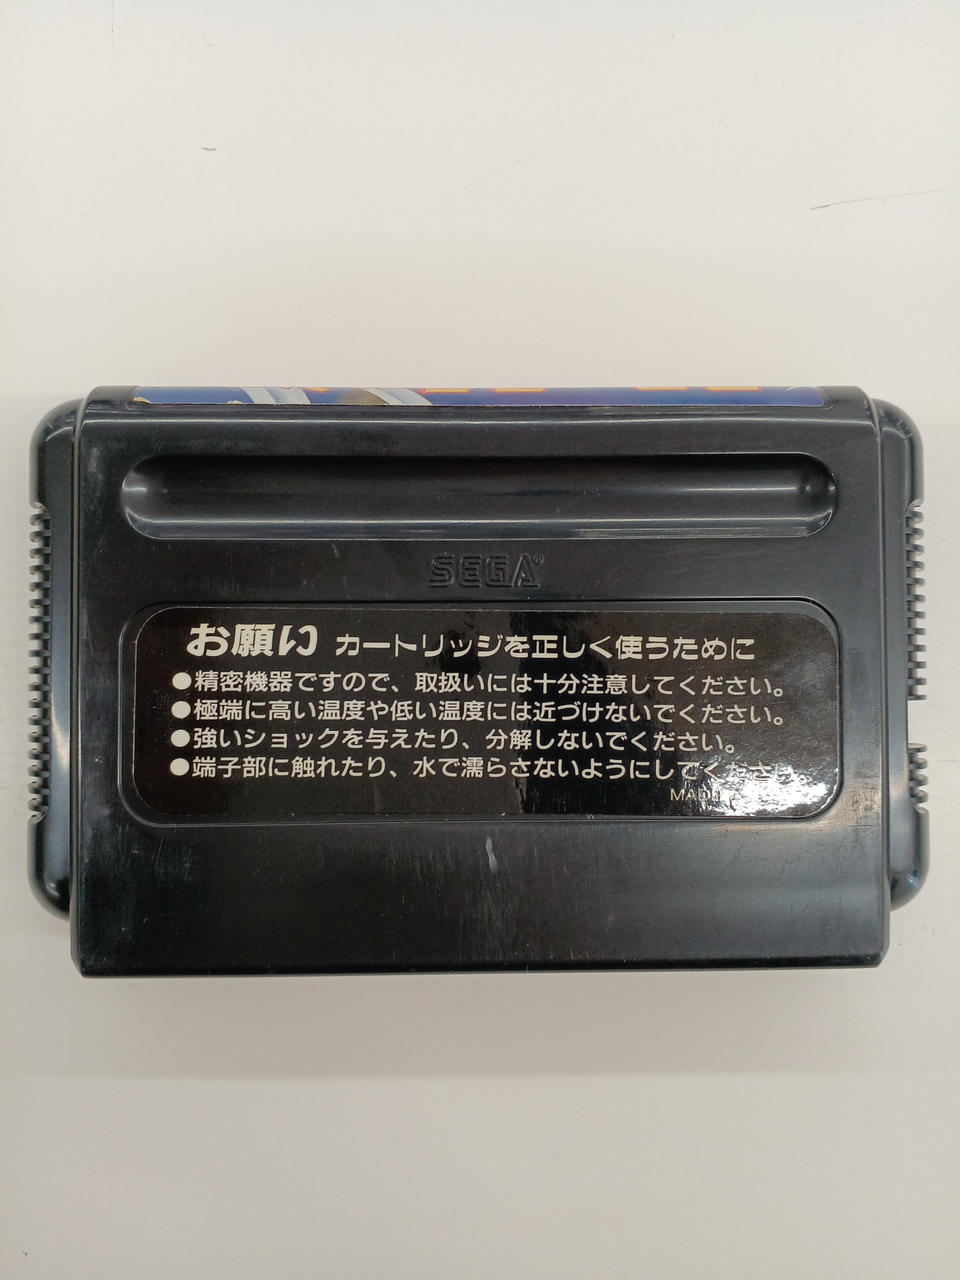 SEGA®
お願い カートリッジを正しく使うために
●精密機器ですので、取扱いには十分注意してください。
●極端に高い温度や低い温度には近づけないでください。
●強いショックを与えたり、分解しないでください。
●端子部に触れたり、水で濡らさないようにしてください。
MADE